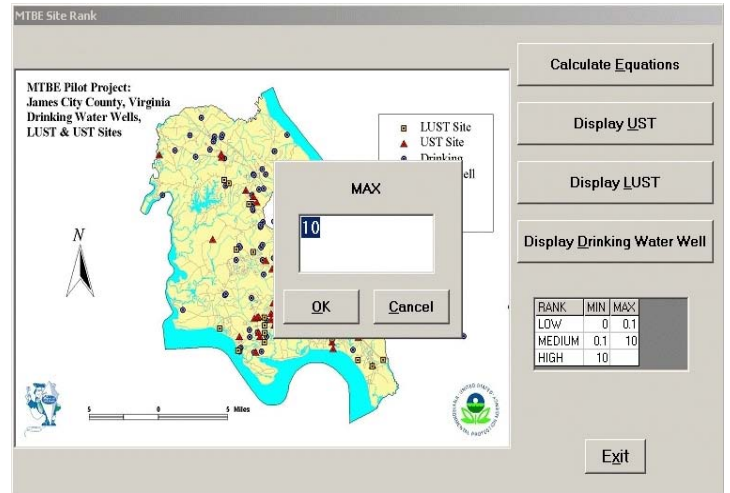 MTBE Site Rank
MTBE Pilot Project:
James City County, Virginia
Drinking Water Wells,
LUST & UST Sites
LUST Site
UST Site
Drinking
N
5 0 5 Miles
MAX
10
OK
Cancel
Calculate Equations
Display UST
Display LUST
Display Drinking Water Well
RANK MIN MAX
LOW 0 0.1
MEDIUM 0.1 10
HIGH 10
Exit